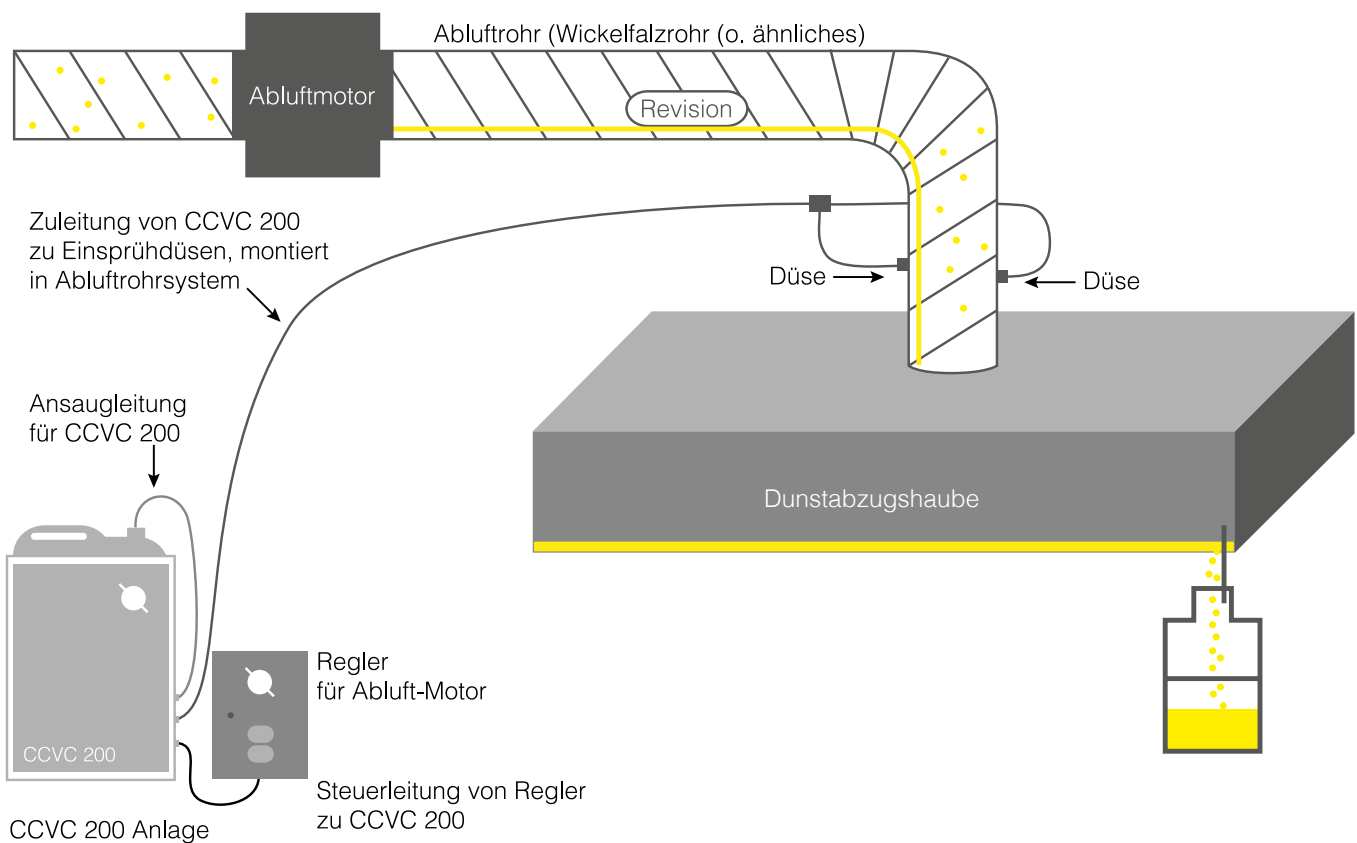 Abluftrohr (Wickelfalzrohr (o. ähnliches)
Abluftmotor
Revision
Zuleitung von CCVC 200
zu Einsprühdüsen, montiert
in Abluftrohrsystem
Düse
Düse
Ansaugleitung
für CCVC 200
Dunstabzugshaube
Regler
für Abluft-Motor
CCVC 200
Steuerleitung von Regler
zu CCVC 200
CCVC 200 Anlage